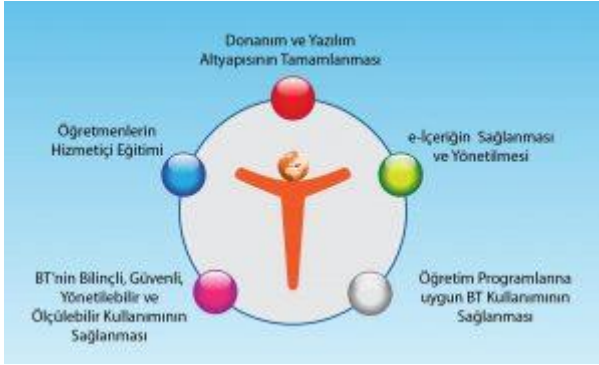 Donanım ve Yazılım
Altyapısının Tamamlanması
Öğretmenlerin
Hizmetiçi Eğitimi
e-İçeriğin Sağlanması
ve Yönetilmesi
BT'nin Bilinçli, Güvenli,
Yönetilebilir ve
Ölçülebilir Kullanımının
Sağlanması
Öğretim Programlarına
uygun BT Kullanımının
Sağlanması